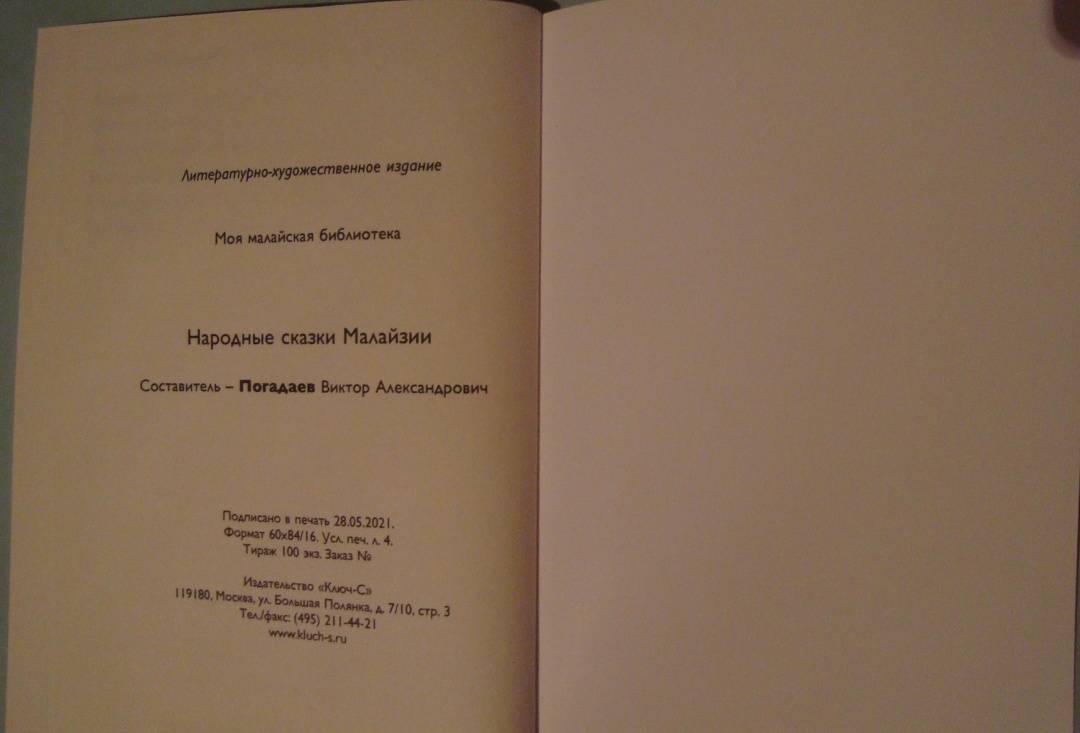 Литературно-художественное издание
Моя малайская библиотека
Народные сказки Малайзии
Составитель – Погадаев Виктор Александрович
Подписано в печать 28.05.2021.
Формат 60х84/16. Усл. печ. л. 4.
Тираж 100 экз. Заказ №
Издательство «Ключ-С»
119180, Москва, ул. Большая Полянка, д. 7/10, стр. 3
Тел./факс: (495) 211-44-21
www.kluch-s.ru